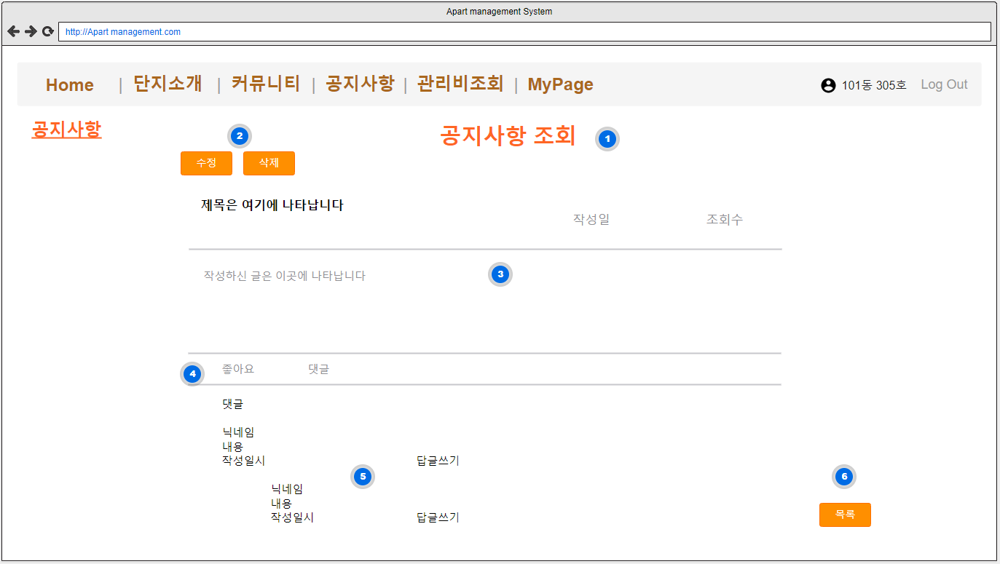 Apart management System
http://Apart management.com
Home | 단지소개 | 커뮤니티 | 공지사항 | 관리비조회 | MyPage 101동 305호 Log Out
공지사항
공지사항 조회 1
2
수정 삭제
제목은 여기에 나타납니다
작성일 조회수
작성하신 글은 이곳에 나타납니다 3
4 좋아요 댓글
댓글
닉네임
내용
작성일시 답글쓰기
5 6
닉네임
내용
작성일시 답글쓰기
목록